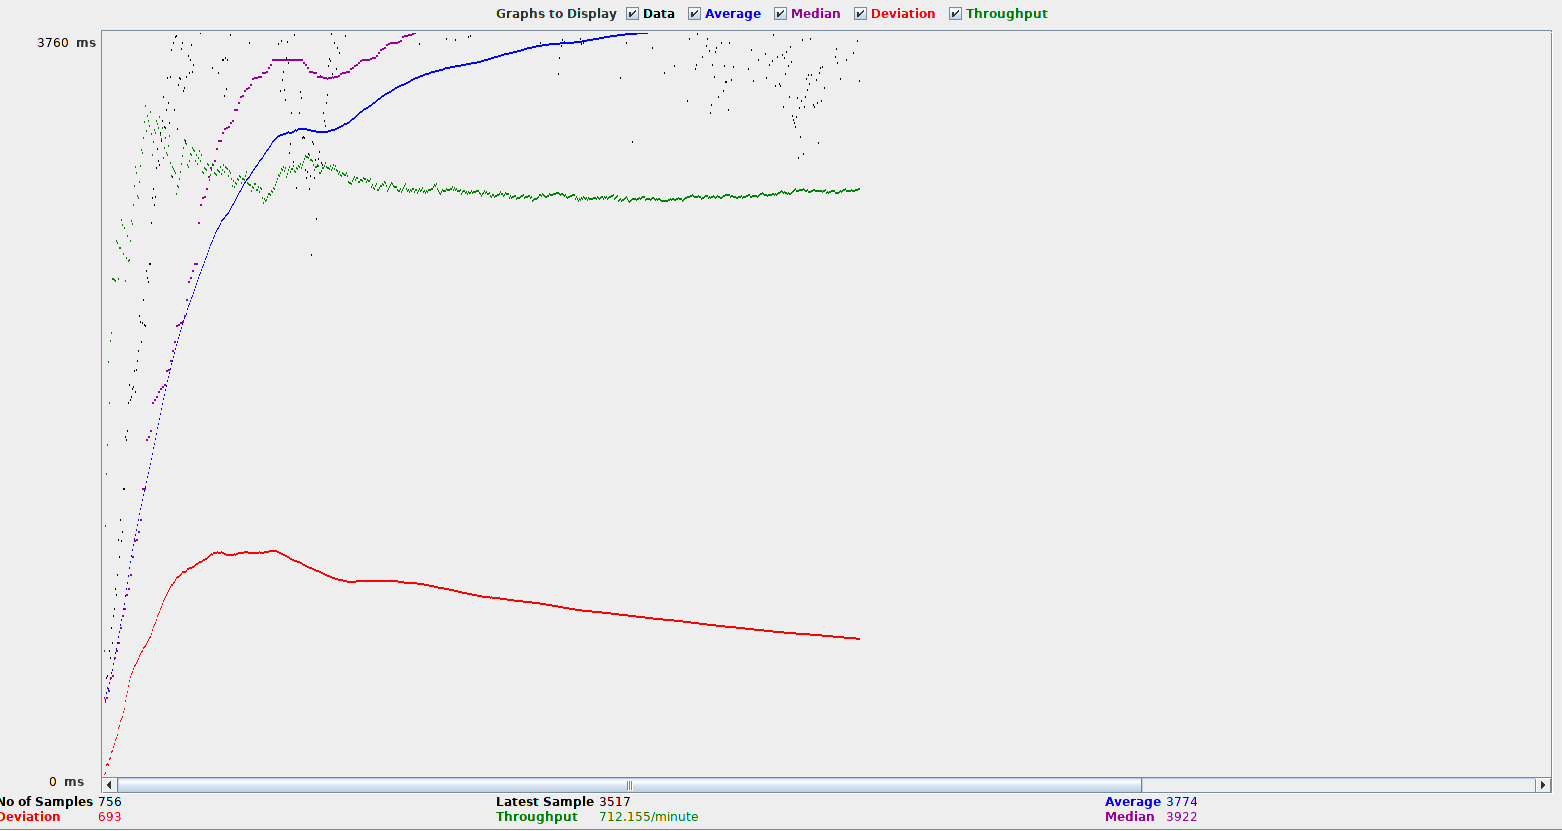 Graphs to Display Data Average Median Deviation Throughput
3760 ms
0 ms
No of Samples 756 Latest Sample 3517 Average 3774
Deviation 693 Throughput 712.155/minute Median 3922